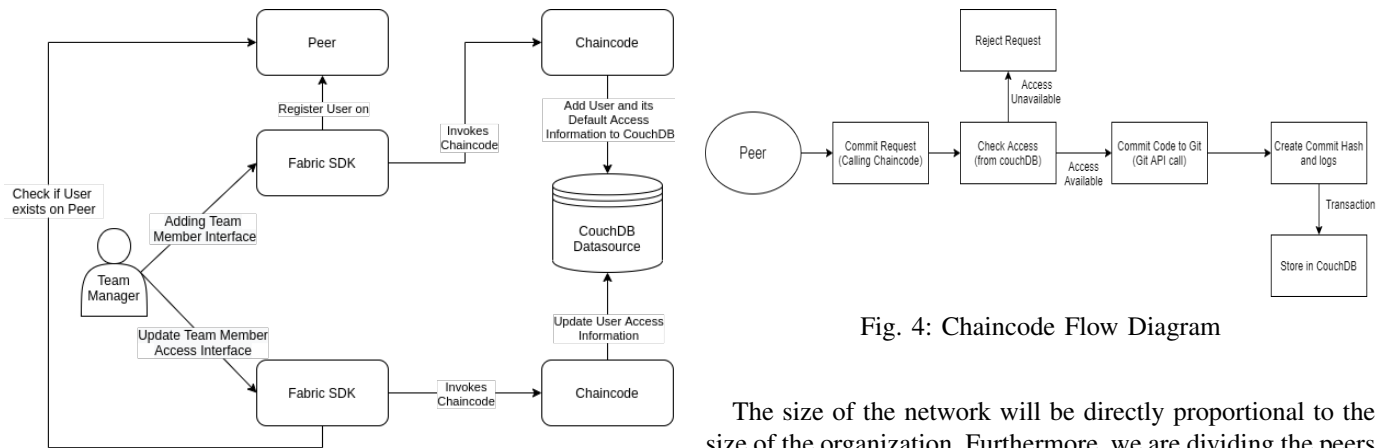 Peer
Chaincode
Register User on
Invokes
Chaincode
Add User and its
Default Access
Information to CouchDB
Fabric SDK
Check if User
exists on Peer
Adding Team
Member Interface
CouchDB
Datasource
Team
Manager
Update Team Member
Access Interface
Update User Access
Information
Fabric SDK
Invokes
Chaincode
Chaincode
Reject Request
Access
Unavailable
Peer
Commit Request
(Calling Chaincode)
Check Access
(from couchDB)
Access
Available
Commit Code to Git
(Git API call)
Create Commit Hash
and logs
Transaction
Store in CouchDB
Fig. 4: Chaincode Flow Diagram
The size of the network will be directly proportional to the
size of the organization. Furthermore, we are dividing the peers